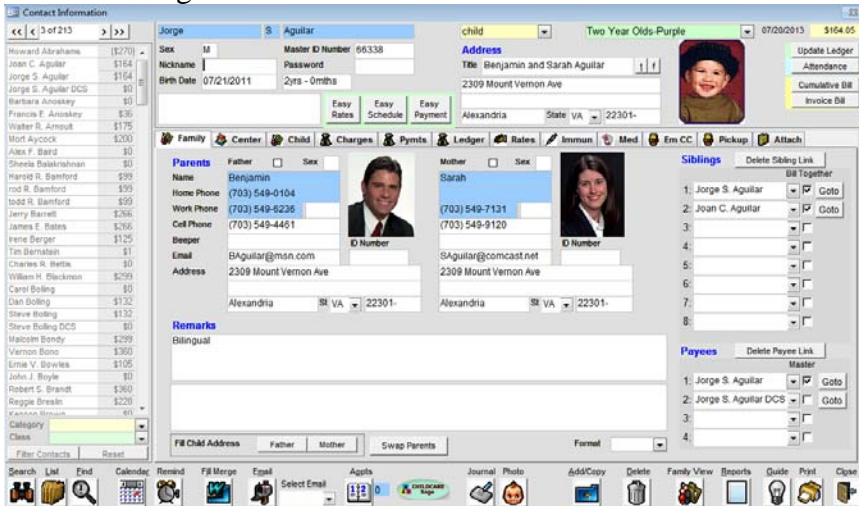 Contact Information
<< < 3 of 213 > >>
Jorge S Aguilar child Two Year Olds-Purple 07/20/2013 $164.05
Sex M Master ID Number 66338 Address Update Ledger
Nickname Password Title Benjamin and Sarah Aguilar ! f Attendance
Birth Date 07/21/2011 2yrs - 0mths 2309 Mount Vernon Ave Cumulative Bill
Easy Rates Easy Schedule Easy Payment Alexandria State VA 22301- Invoice Bill
Howard Abrahams ($270)
Joan C. Aguilar $164
Jorge S. Aguilar $164
Jorge S. Aguilar DCS $0
Barbara Anoskey $0
Francis E. Anoskey $36
Walter R. Arnoult $175
Mort Aycock $200
Alex F. Baird $0
Sheela Balakrishnan $0
Harold R. Bamford $99
rod R. Bamford $99
todd R. Bamford $99
Jerry Barrett $266
James E. Bates $266
Irene Berger $125
Tim Bernstein $1
Charles R. Bettis $0
William H. Blackmon $299
Carol Boling $0
Dan Bolling $132
Steve Bolling $132
Steve Bolling DCS $0
Malcolm Bondy $299
Vernon Bono $360
Ernie V. Bowles $105
John J. Boyle $0
Robert S. Brandt $360
Reggie Breslin $228
Category
Class
Filter Contacts Reset
Family Center Child Charges Pymts Ledger Rates Immun Med Em CC Pickup Attach
Parents Father Sex Mother Sex
Name Benjamin Sarah
Home Phone (703) 549-0104
Work Phone (703) 549-6236 (703) 549-7131
Cell Phone (703) 549-4461 (703) 549-9120
Beeper ID Number ID Number
Email BAguilar@msn.com SAguilar@comcast.net
Address 2309 Mount Vernon Ave 2309 Mount Vernon Ave
Alexandria St VA 22301- Alexandria St VA 22301-
Remarks
Bilingual
Fill Child Address Father Mother Swap Parents Format
Siblings Delete Sibling Link
Bill Together
1: Jorge S. Aguilar Goto
2: Joan C. Aguilar Goto
3:
4:
5:
6:
7:
8:
Payees Delete Payee Link
Master
1: Jorge S. Aguilar Goto
2: Jorge S. Aguilar DCS Goto
3:
4:
Search List Find Calendar Remind Fill Merge Email Appts Journal Photo Add/Copy Delete Family View Reports Guide Print Close
Select Email 12 0 CHILDCARE Sage